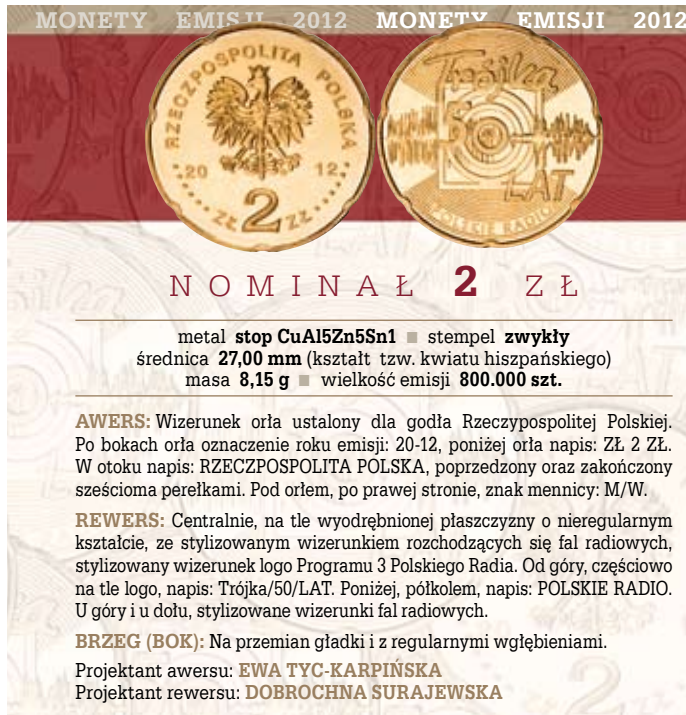 MONETY EMISJI 2012 MONETY EMISJI 2012
RZECZPOSPOLITA POLSKA
20 12
ZŁ 2 ZŁ
Trójka
50
LAT
POLSKIE RADIO
NOMINAŁ 2 ZŁ
metal stop CuAl5Zn5Sn1 ■ stempel zwykły
średnica 27,00 mm (kształt tzw. kwiatu hiszpańskiego)
masa 8,15 g ■ wielkość emisji 800.000 szt.
AWERS: Wizerunek orła ustalony dla godła Rzeczypospolitej Polskiej.
Po bokach orła oznaczenie roku emisji: 20-12, poniżej orła napis: ZŁ 2 ZŁ.
W otoku napis: RZECZPOSPOLITA POLSKA, poprzedzony oraz zakończony
sześcioma perełkami. Pod orłem, po prawej stronie, znak mennicy: M/W.
REWERS: Centralnie, na tle wyodrębnionej płaszczyzny o nieregularnym
kształcie, ze stylizowanym wizerunkiem rozchodzących się fal radiowych,
stylizowany wizerunek logo Programu 3 Polskiego Radia. Od góry, częściowo
na tle logo, napis: Trójka/50/LAT. Poniżej, półkolem, napis: POLSKIE RADIO.
U góry i u dołu, stylizowane wizerunki fal radiowych.
BRZEG (BOK): Na przemian gładki i z regularnymi wgłębieniami.
Projektant awersu: EWA TYC-KARPIŃSKA
Projektant rewersu: DOBROCHNA SURAJEWSKA